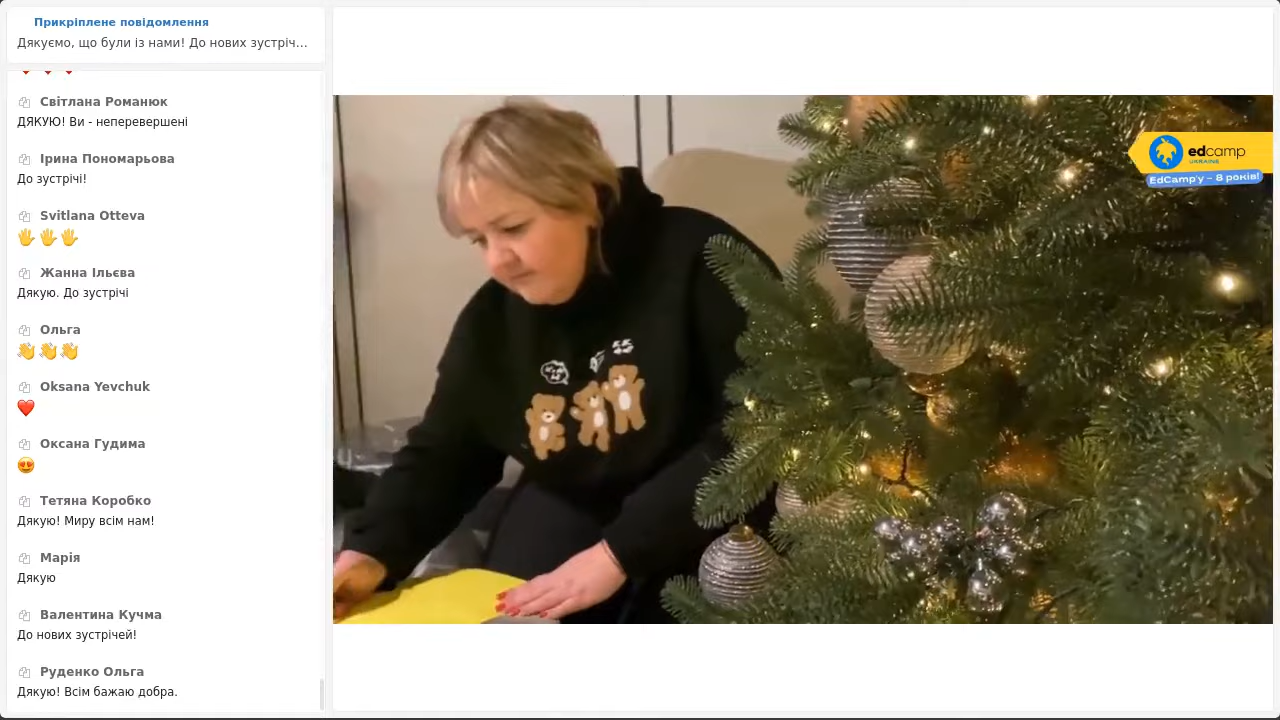 Прикріплене повідомлення
Дякуємо, що були із нами! До нових зустріч...
Світлана Романюк
ДЯКУЮ! Ви - неперевершені
Ірина Пономарьова
До зустрічі!
Svitlana Otteva
🖐🖐🖐
Жанна Ільєва
Дякую. До зустрічі
Ольга
👏👏👏
Oksana Yevchuk
❤️
Оксана Гудима
😍
Тетяна Коробко
Дякую! Миру всім нам!
Марія
Дякую
Валентина Кучма
До нових зустрічей!
Руденко Ольга
Дякую! Всім бажаю добра.
edcamp
UKRAINE
EdCamp'у – 8 років!